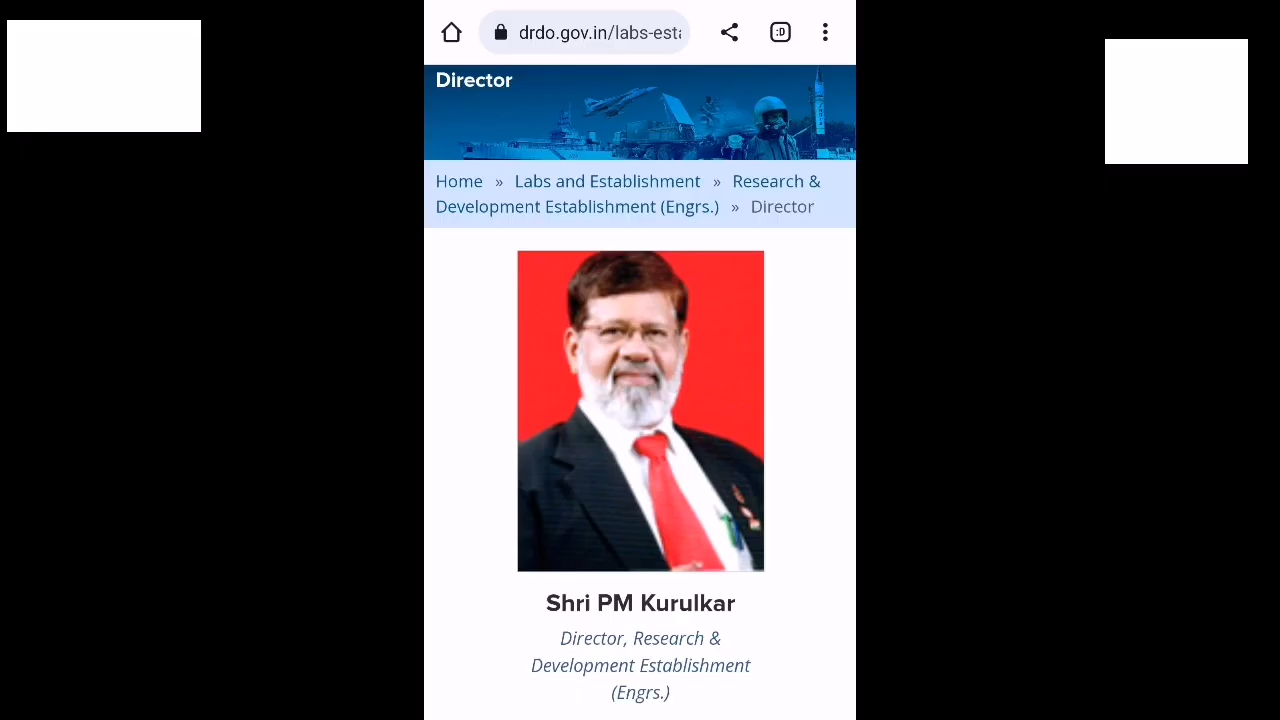 drdo.gov.in/labs-esta
:D
Director
Home » Labs and Establishment » Research &
Development Establishment (Engrs.) » Director
Shri PM Kurulkar
Director, Research &
Development Establishment
(Engrs.)